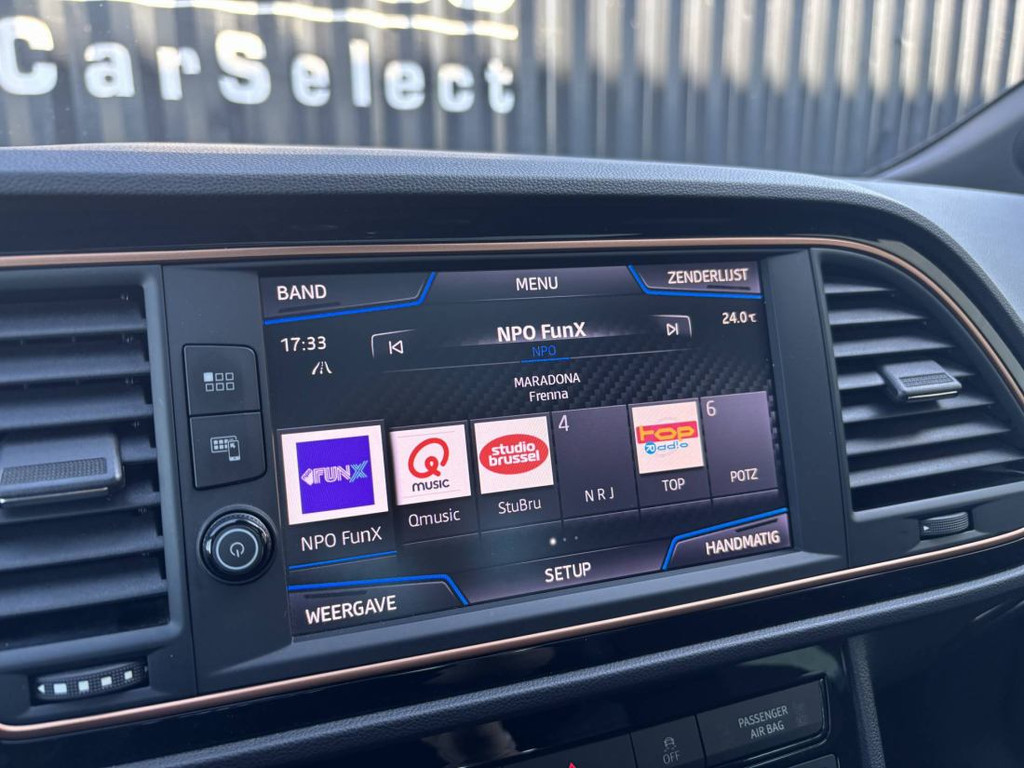 CarSelect
BAND
MENU
ZENDERLIJST
17:33
NPO FunX
24.0°C
NPO
MARADONA
Frenna
FUNX
Q
MUSIC
studio
brussel
4
top
radio
6
NPO FunX
Qmusic
StuBru
N R J
TOP
POTZ
WEERGAVE
SETUP
HANDMATIG
OFF
PASSENGER
AIR BAG